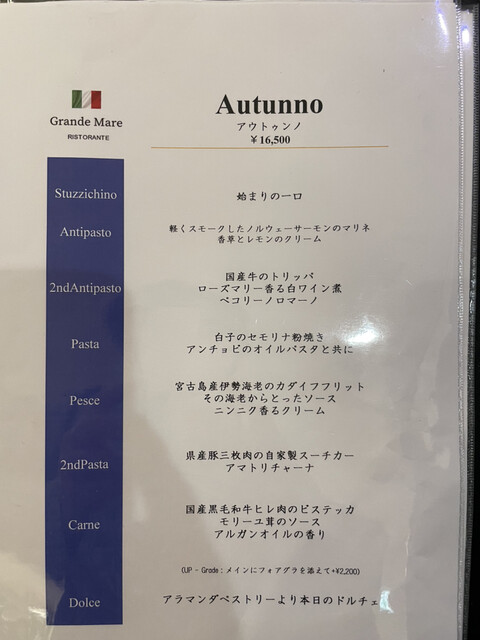 Grande Mare
RISTORANTE
Autunno
アウトゥンノ
￥16,500
Stuzzichino
始まりの一口
Antipasto
軽くスモークしたノルウェーサーモンのマリネ
香草とレモンのクリーム
2ndAntipasto
国産牛のトリッパ
ローズマリー香る白ワイン煮
ペコリーノロマーノ
Pasta
白子のセモリナ粉焼き
アンチョビのオイルパスタと共に
Pesce
宮古島産伊勢海老のカダイフフリット
その海老からとったソース
ニンニク香るクリーム
2ndPasta
県産豚三枚肉の自家製スーチカー
アマトリチャーナ
Carne
国産黒毛和牛ヒレ肉のビステッカ
モリーユ茸のソース
アルガンオイルの香り
(UP - Grade：メインにフォアグラを添えて+¥2,200)
Dolce
アラマンダペストリーより本日のドルチェ